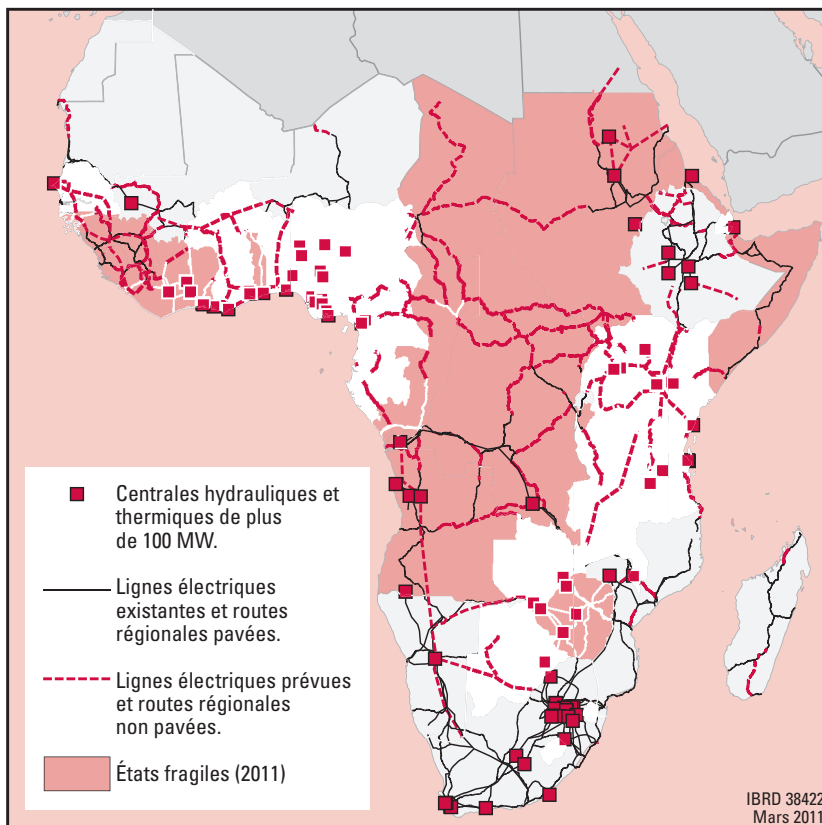 Centrales hydrauliques et
thermiques de plus
de 100 MW.
Lignes électriques
existantes et routes
régionales pavées.
Lignes électriques prévues
et routes régionales
non pavées.
États fragiles (2011)
IBRD 38422
Mars 2011